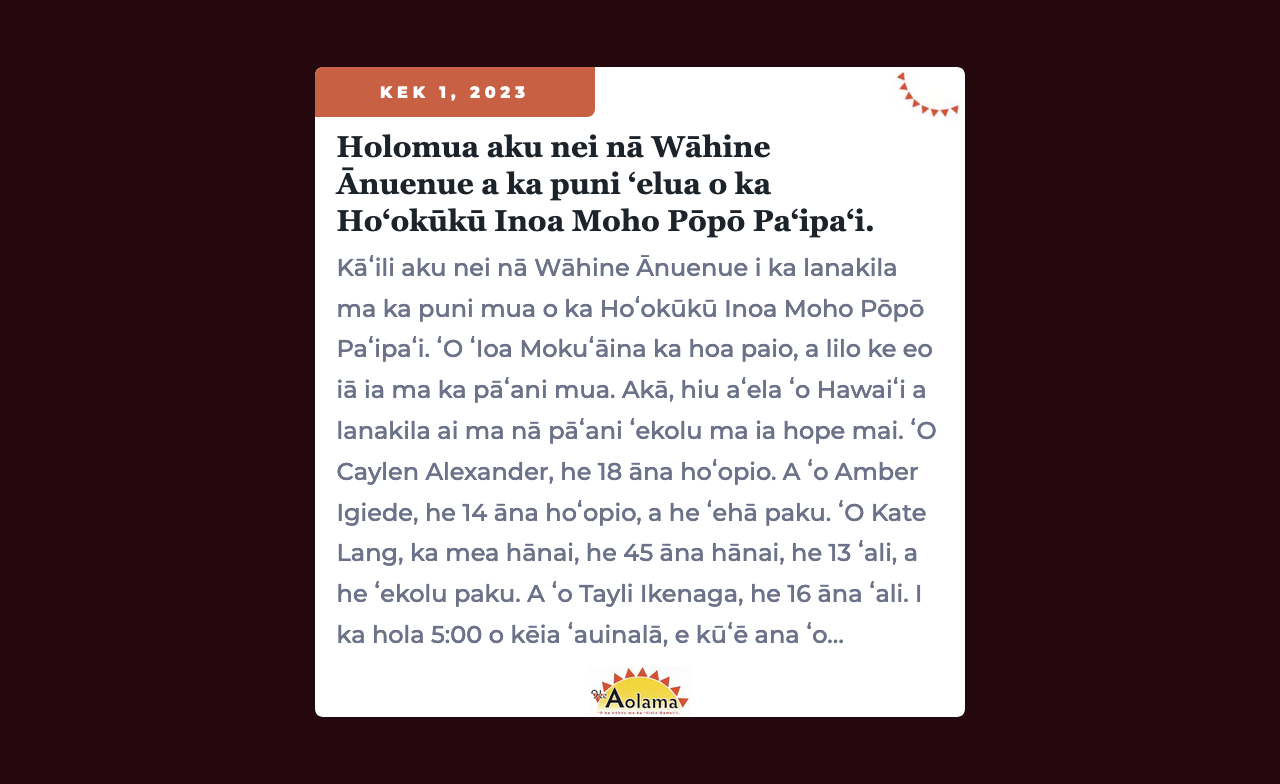 KEK 1, 2023
Holomua aku nei nā Wāhine
Ānuenue a ka puni ʻelua o ka
Hoʻokūkū Inoa Moho Pōpō Paʻipaʻi.
Kāʻili aku nei nā Wāhine Ānuenue i ka lanakila
ma ka puni mua o ka Hoʻokūkū Inoa Moho Pōpō
Paʻipaʻi. ʻO ʻIoa Mokuʻāina ka hoa paio, a lilo ke eo
iā ia ma ka pāʻani mua. Akā, hiu aʻela ʻo Hawaiʻi a
lanakila ai ma nā pāʻani ʻekolu ma ia hope mai. ʻO
Caylen Alexander, he 18 āna hoʻopio. A ʻo Amber
Igiede, he 14 āna hoʻopio, a he ʻehā paku. ʻO Kate
Lang, ka mea hānai, he 45 āna hānai, he 13 ʻali, a
he ʻekolu paku. A ʻo Tayli Ikenaga, he 16 āna ʻali. I
ka hola 5:00 o kēia ʻauinalā, e kūʻē ana ʻo...
Aolama